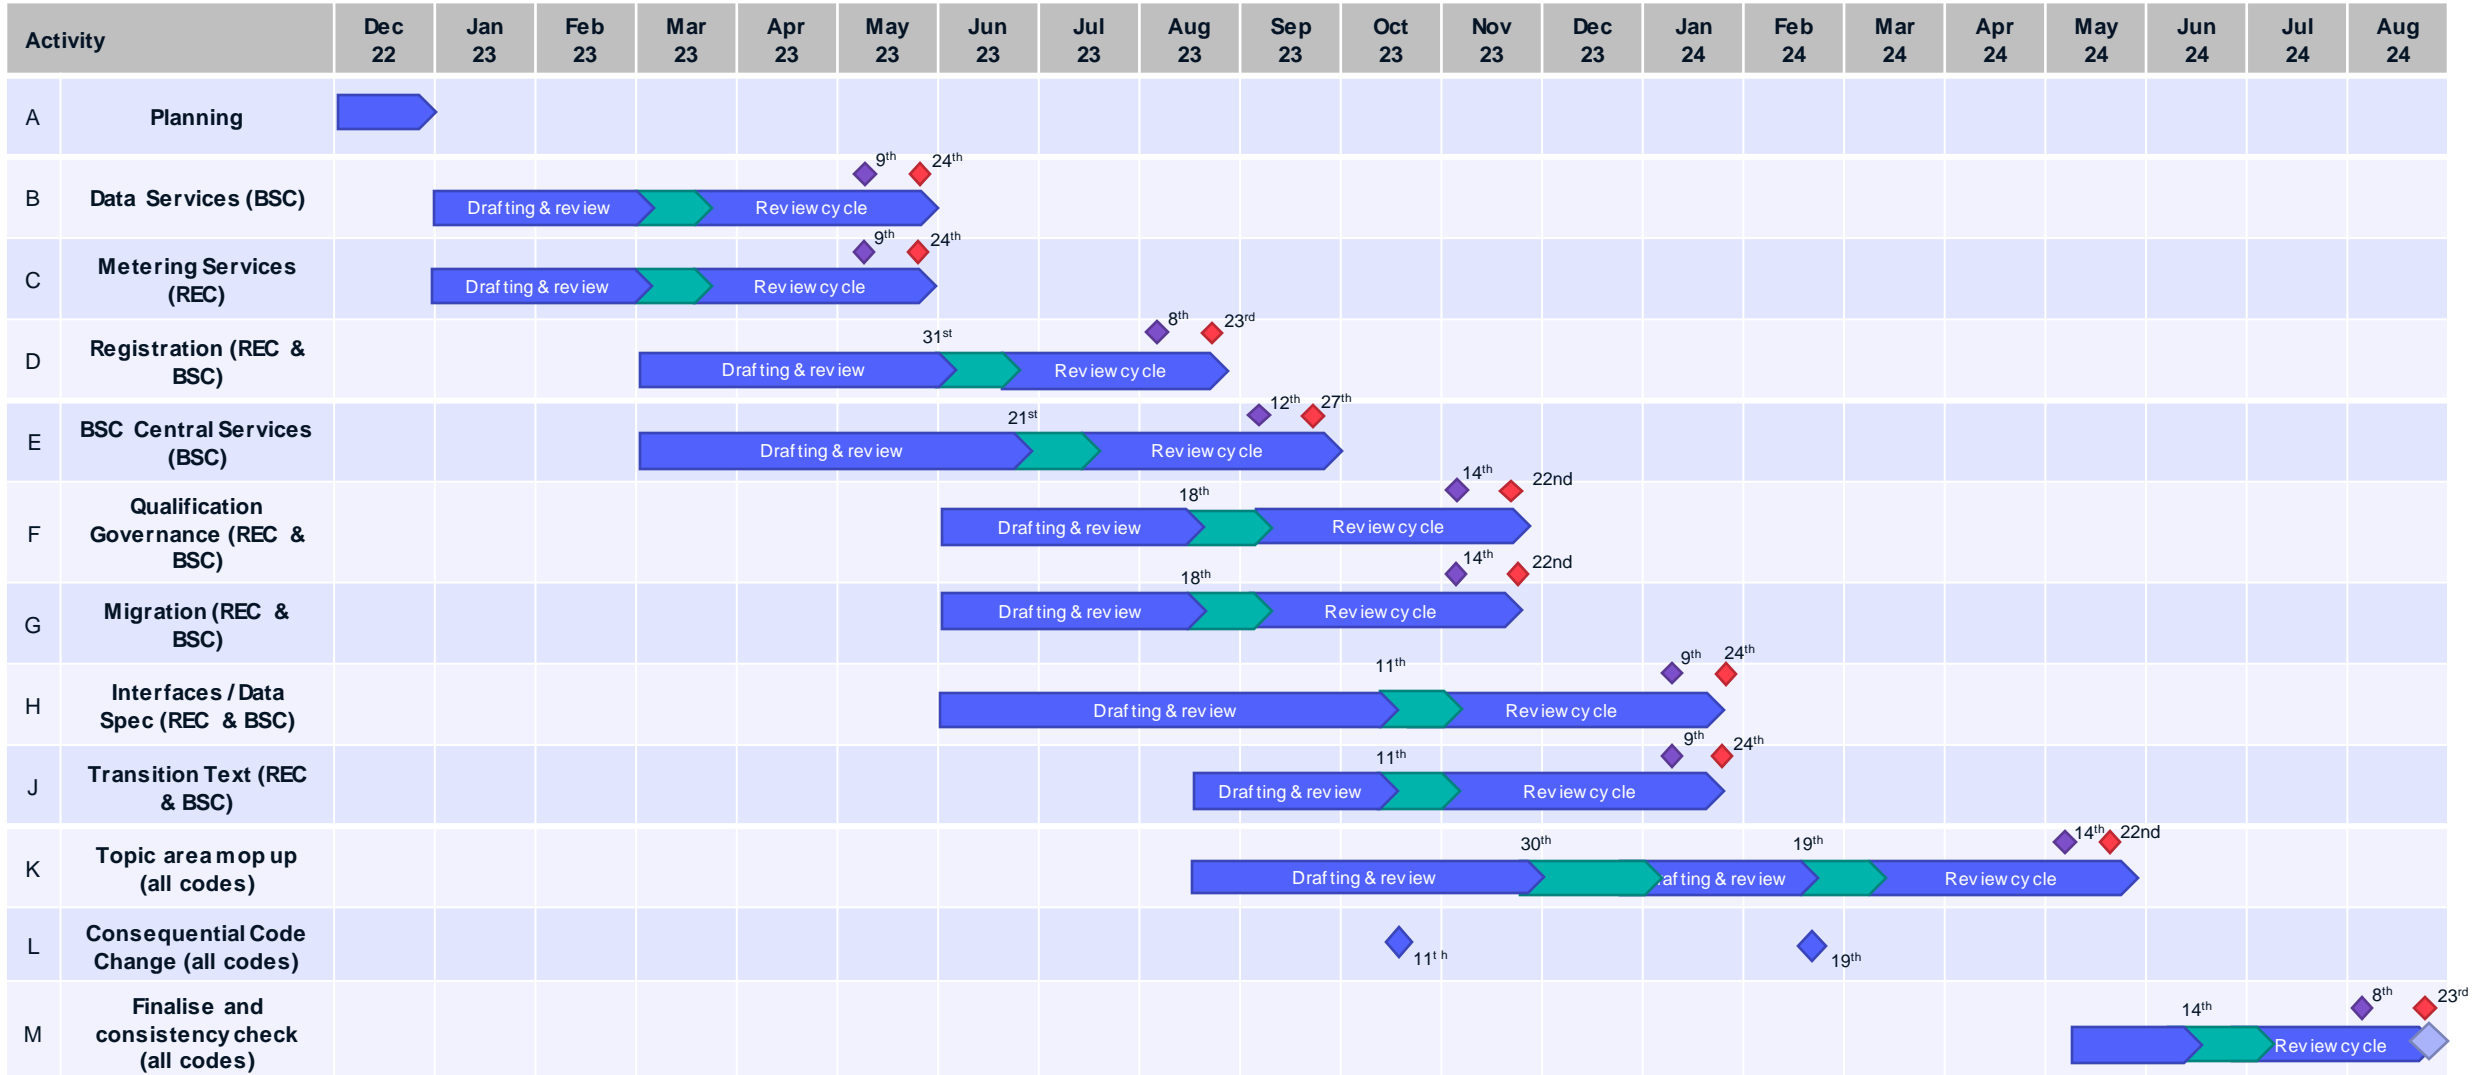 Activity
Dec
22
Jan
23
Feb
23
Mar
23
Apr
23
May
23
Jun
23
Jul
23
Aug
23
Sep
23
Oct
23
Nov
23
Dec
23
Jan
24
Feb
24
Mar
24
Apr
24
May
24
Jun
24
Jul
24
Aug
24
A
Planning
B
Data Services (BSC)
9th
24th
Drafting & review
Review cycle
C
Metering Services
(REC)
9th
24th
Drafting & review
Review cycle
D
Registration (REC &
BSC)
31st
8th
23rd
Drafting & review
Review cycle
E
BSC Central Services
(BSC)
21st
12th
27th
Drafting & review
Review cycle
F
Qualification
Governance (REC &
BSC)
18th
14th
22nd
Drafting & review
Review cycle
G
Migration (REC &
BSC)
18th
14th
22nd
Drafting & review
Review cycle
H
Interfaces / Data
Spec (REC & BSC)
11th
9th
24th
Drafting & review
Review cycle
J
Transition Text (REC
& BSC)
11th
9th
24th
Drafting & review
Review cycle
K
Topic area mop up
(all codes)
30th
19th
14th
22nd
Drafting & review
afting & review
Review cycle
L
Consequential Code
Change (all codes)
11th
19th
M
Finalise and
consistency check
(all codes)
14th
8th
23rd
Review cycle